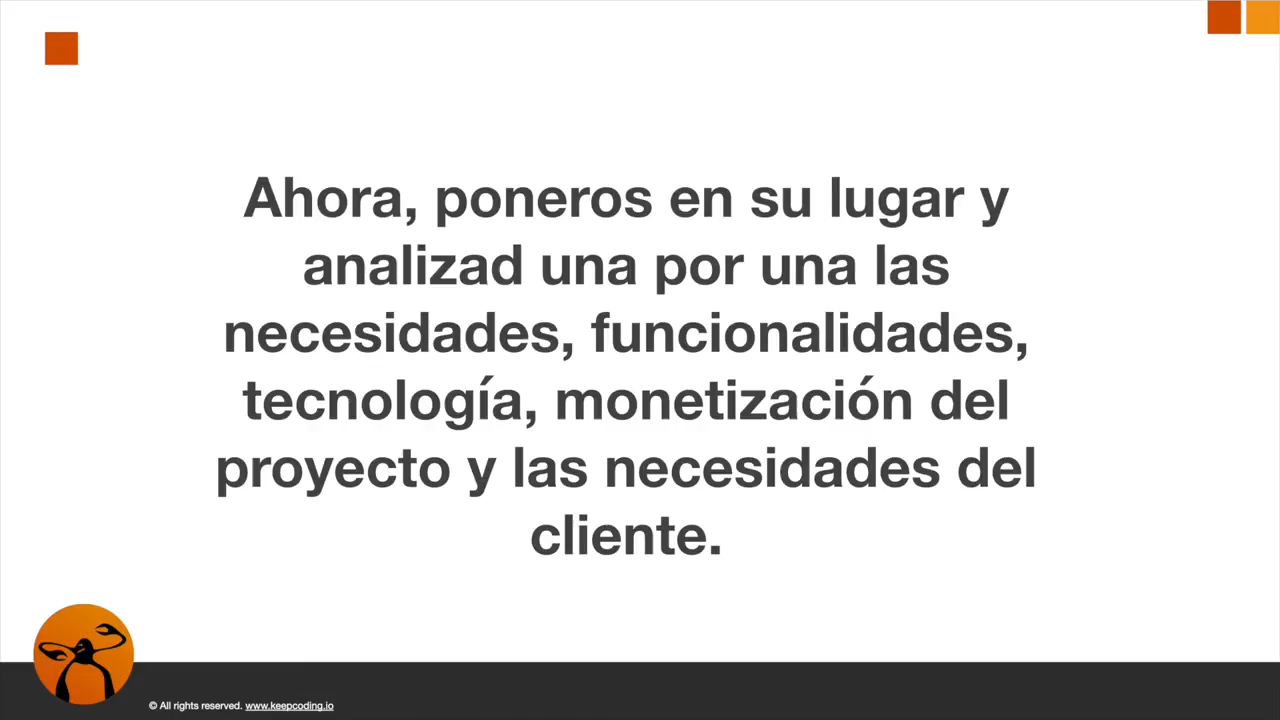 Ahora, poneros en su lugar y
analizad una por una las
necesidades, funcionalidades,
tecnología, monetización del
proyecto y las necesidades del
cliente.
© All rights reserved. www.keepcoding.io